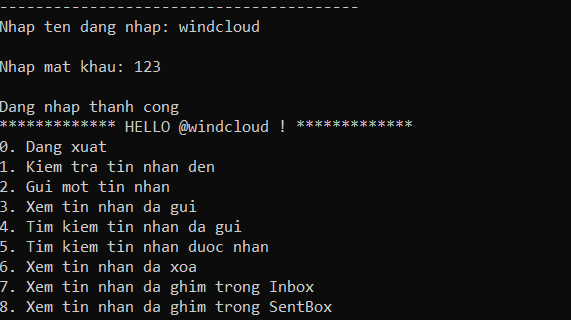 ----------------------------------------
Nhap ten dang nhap: windcloud
Nhap mat khau: 123
Dang nhap thanh cong
************* HELLO @windcloud ! *************
0. Dang xuat
1. Kiem tra tin nhan den
2. Gui mot tin nhan
3. Xem tin nhan da gui
4. Tim kiem tin nhan da gui
5. Tim kiem tin nhan duoc nhan
6. Xem tin nhan da xoa
7. Xem tin nhan da ghim trong Inbox
8. Xem tin nhan da ghim trong SentBox